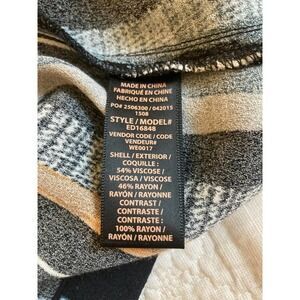 MADE IN CHINA
FABRIQUÉ EN CHINE
HECHO EN CHINA
PO# 2506300 / 042015
1508
STYLE / MODEL#
ED16848
VENDOR CODE / CODE
VENDEUR#
WE0017
SHELL / EXTERIOR /
COQUILLE :
54% VISCOSE /
VISCOSA / VISCOSE
46% RAYON /
RAYÓN / RAYONNE
CONTRAST /
CONTRASTE /
CONTRASTE :
100% RAYON /
RAYÓN / RAYONNE